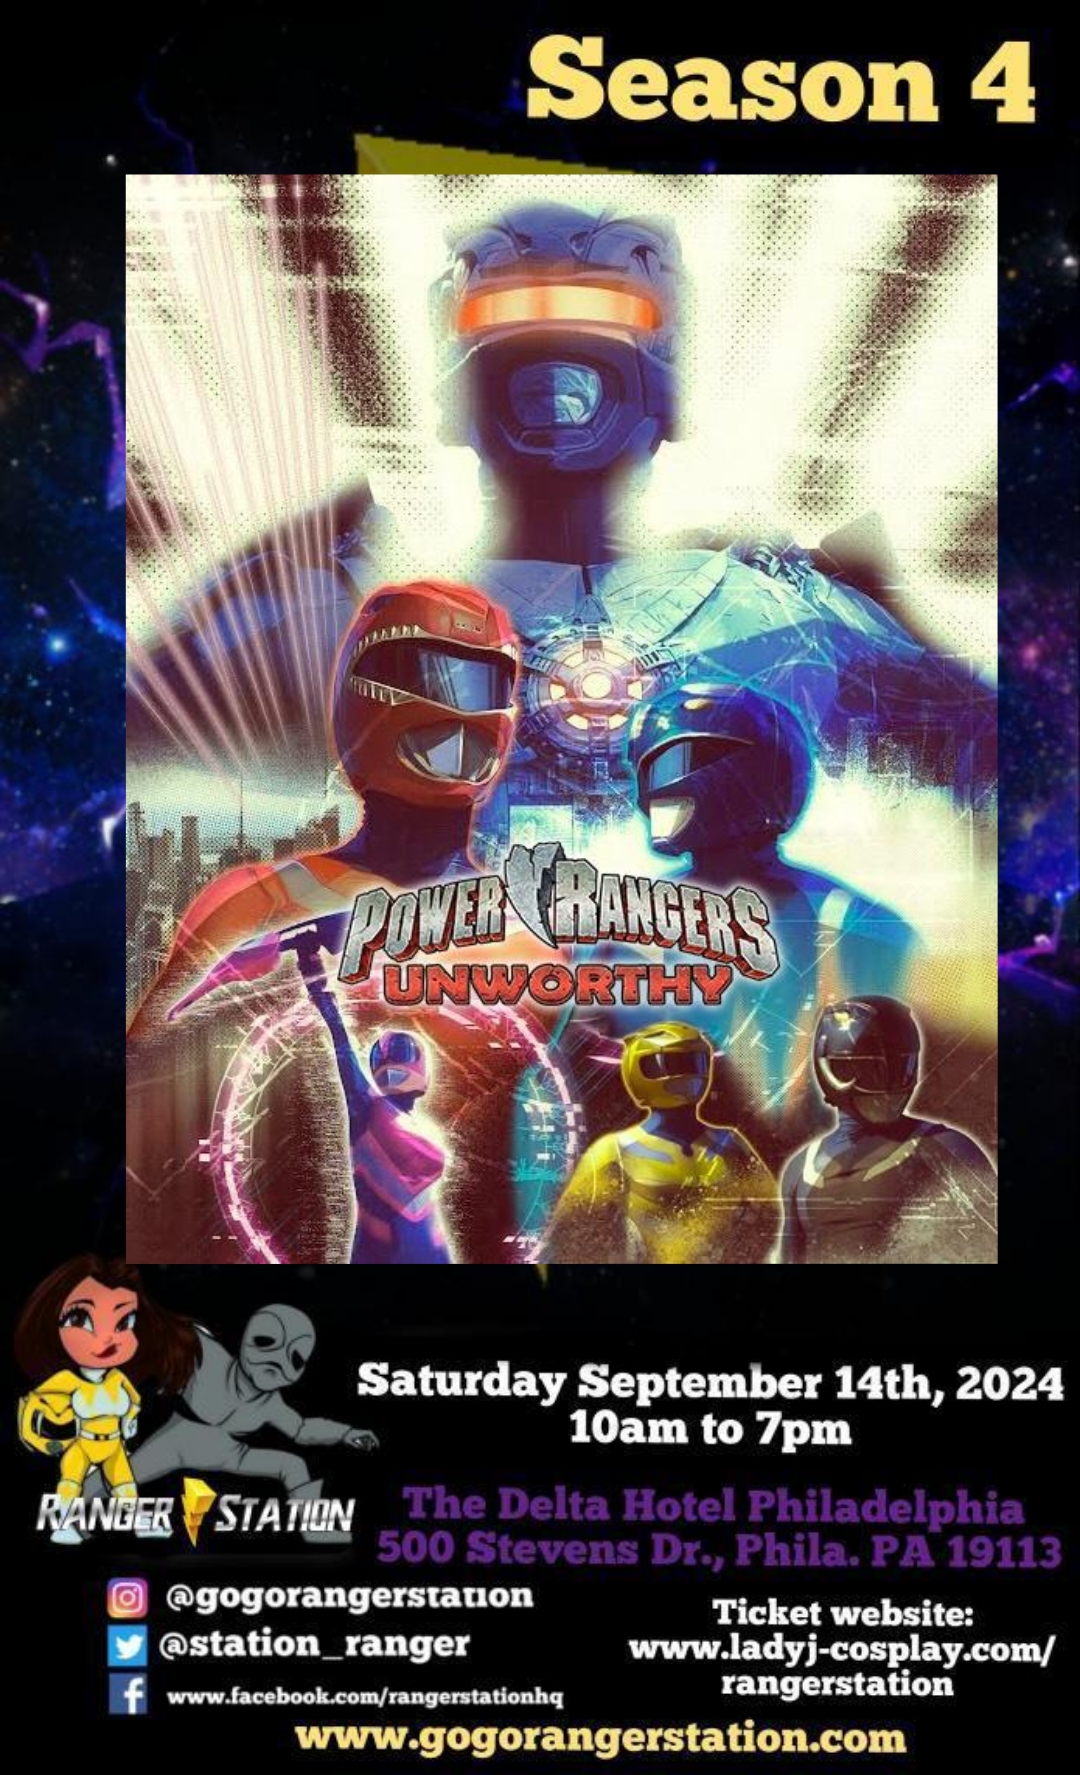 Season 4
POWER RANGERS
UNWORTHY
Saturday September 14th, 2024
10am to 7pm
RANGER STATION
The Delta Hotel Philadelphia
500 Stevens Dr., Phila. PA 19113
@gogorangerstation
@station_ranger
www.facebook.com/rangerstationhq
Ticket website:
www.ladyj-cosplay.com/
rangerstation
www.gogorangerstation.com